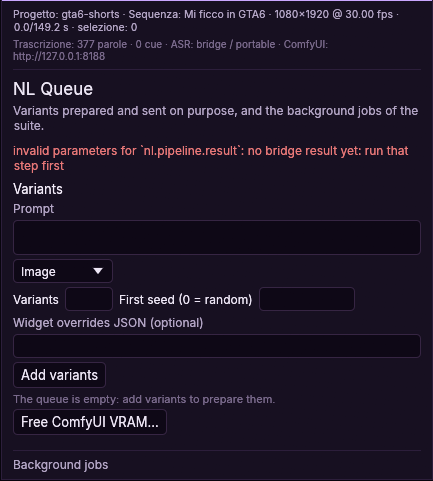 Progetto: gta6-shorts · Sequenza: Mi ficco in GTA6 · 1080×1920 @ 30.00 fps ·
0.0/149.2 s · selezione: 0
Trascrizione: 377 parole · 0 cue · ASR: bridge / portable · ComfyUI:
http://127.0.0.1:8188
NL Queue
Variants prepared and sent on purpose, and the background jobs of the
suite.
invalid parameters for `nl.pipeline.result`: no bridge result yet: run that
step first
Variants
Prompt
Image
Variants First seed (0 = random)
Widget overrides JSON (optional)
Add variants
The queue is empty: add variants to prepare them.
Free ComfyUI VRAM...
Background jobs